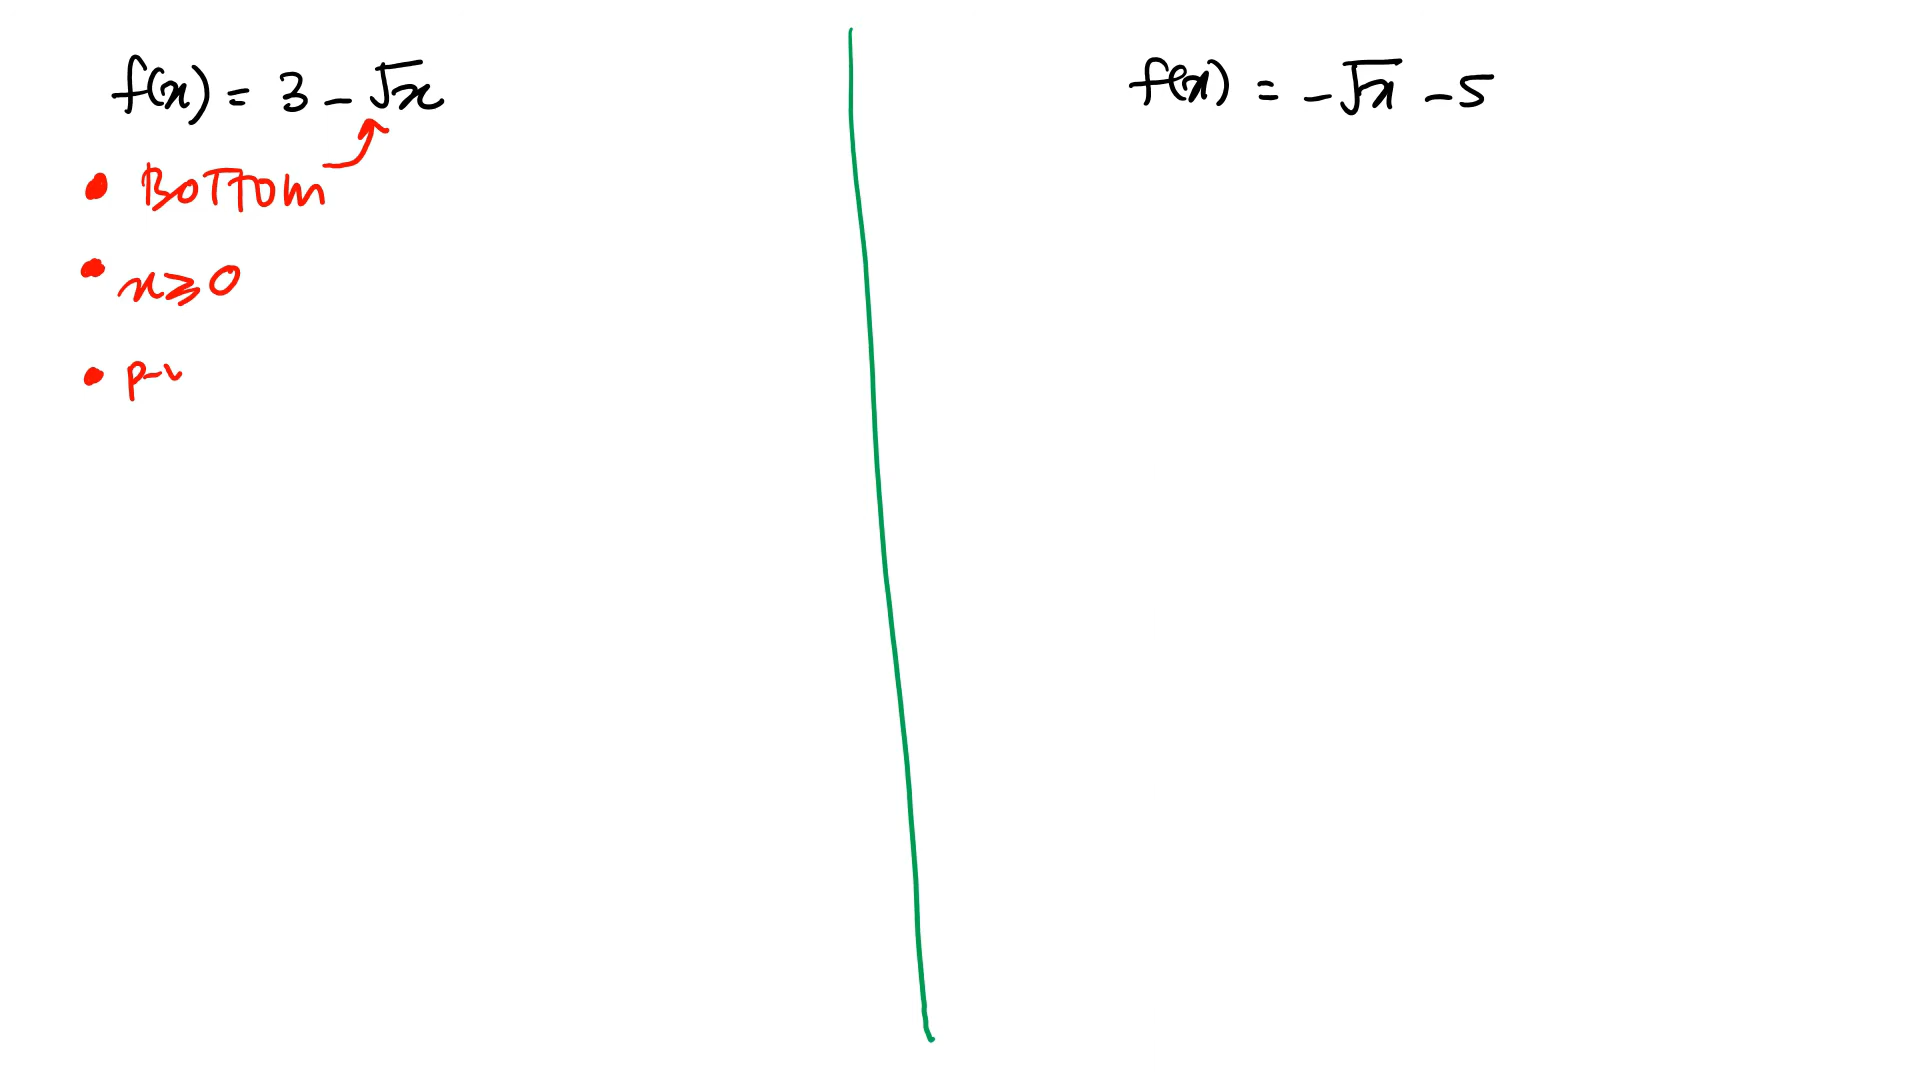 f(x) = 3 - √x
• BOTTOM
• x ≥ 0
• P-v
f(x) = -√x - 5